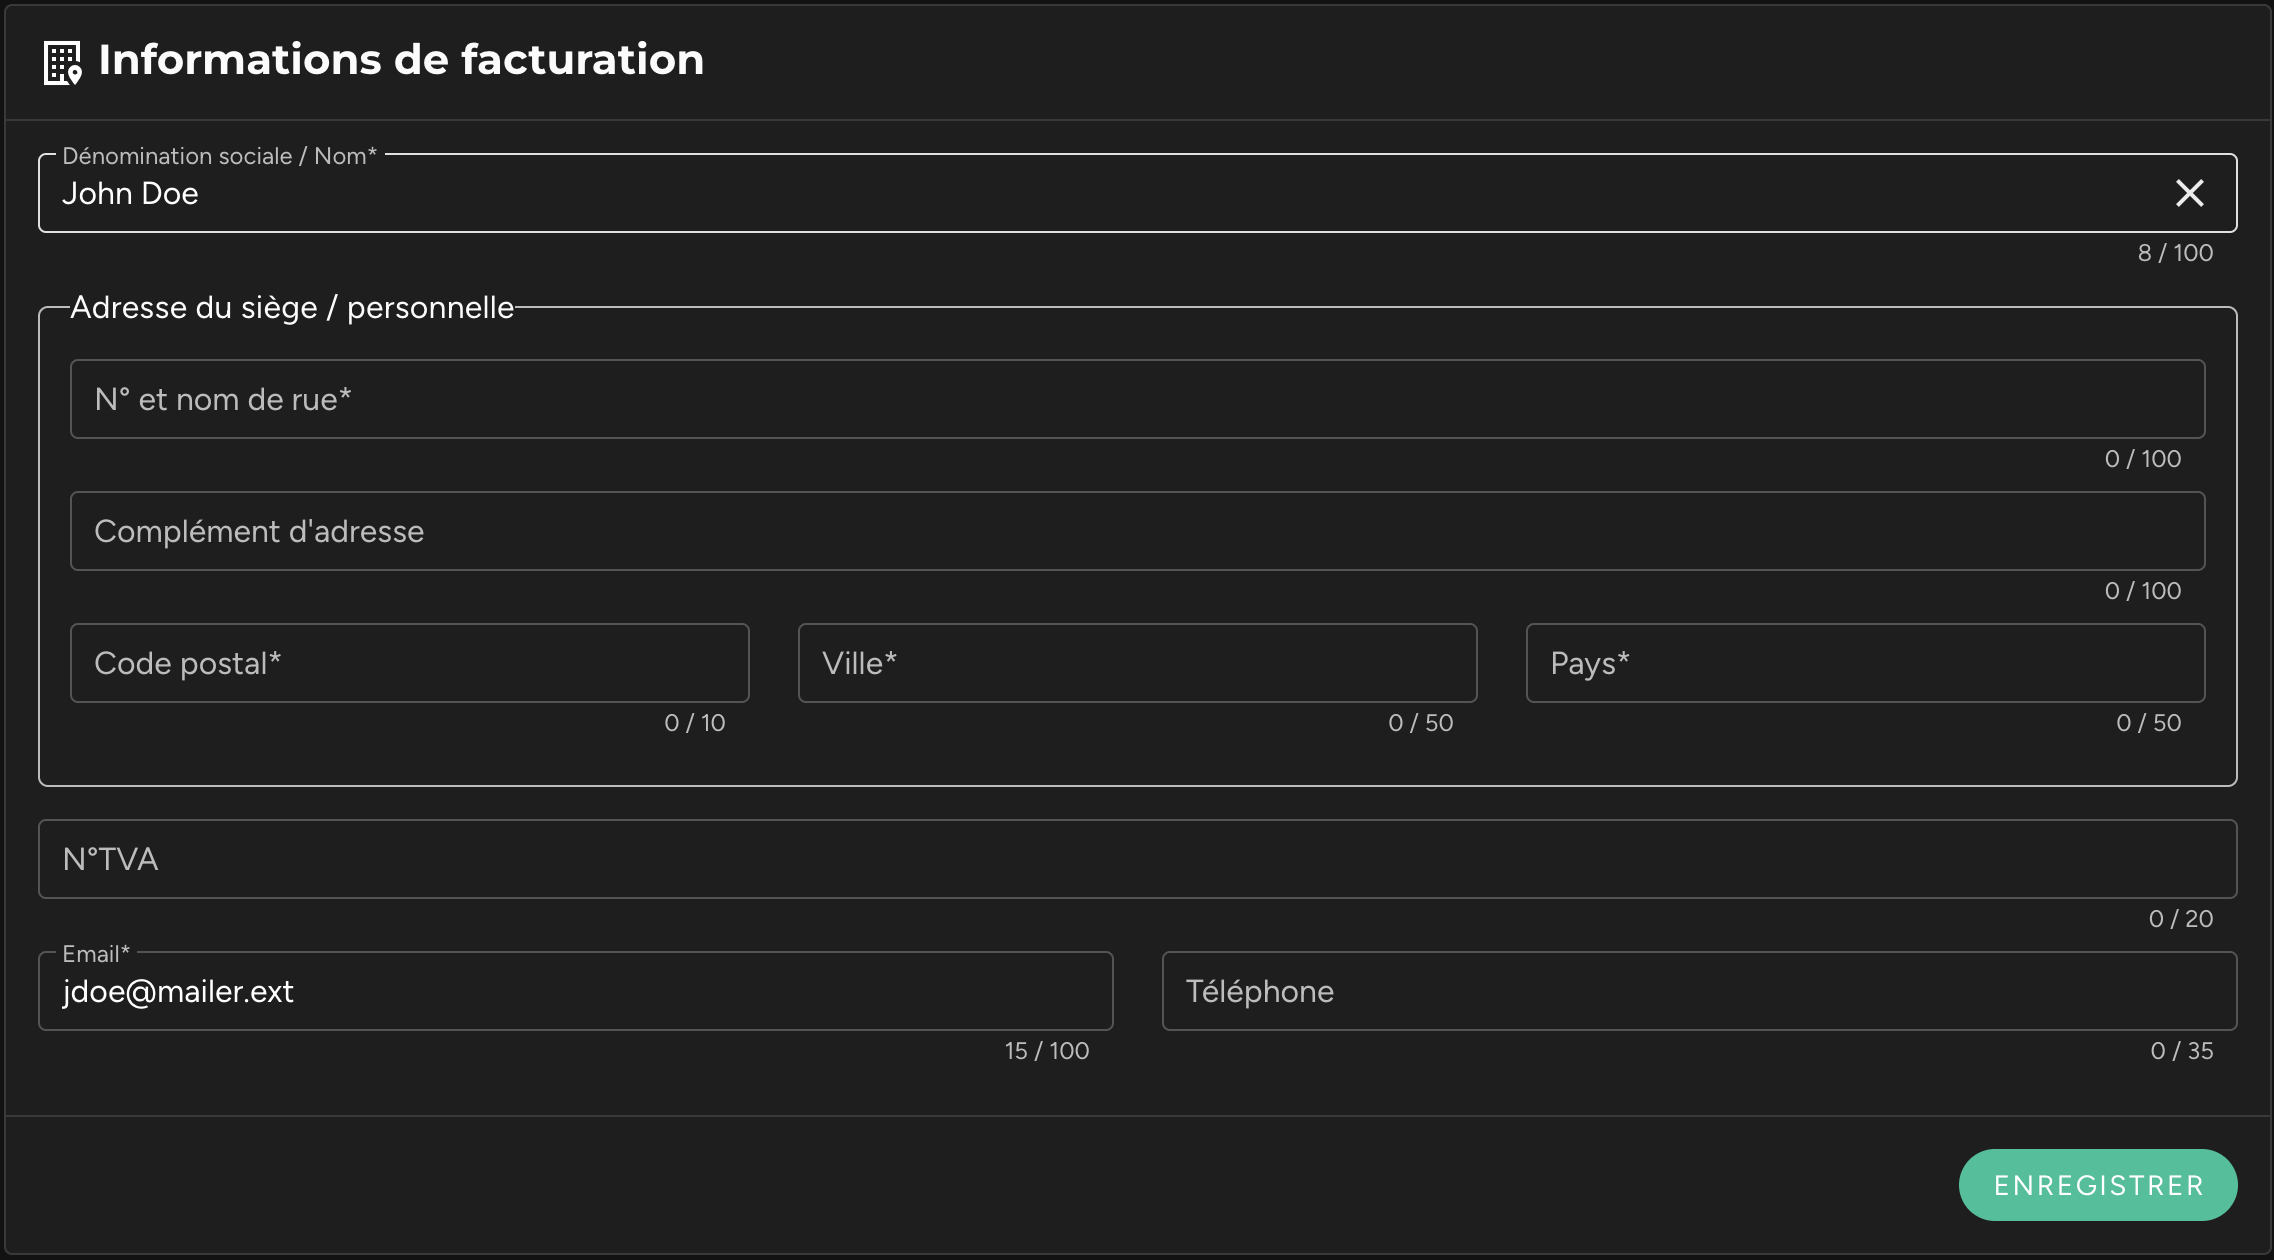 Informations de facturation
Dénomination sociale / Nom*
John Doe
8 / 100
Adresse du siège / personnelle
N° et nom de rue*
0 / 100
Complément d'adresse
0 / 100
Code postal*
0 / 10
Ville*
0 / 50
Pays*
0 / 50
N°TVA
0 / 20
Email*
jdoe@mailer.ext
15 / 100
Téléphone
0 / 35
ENREGISTRER